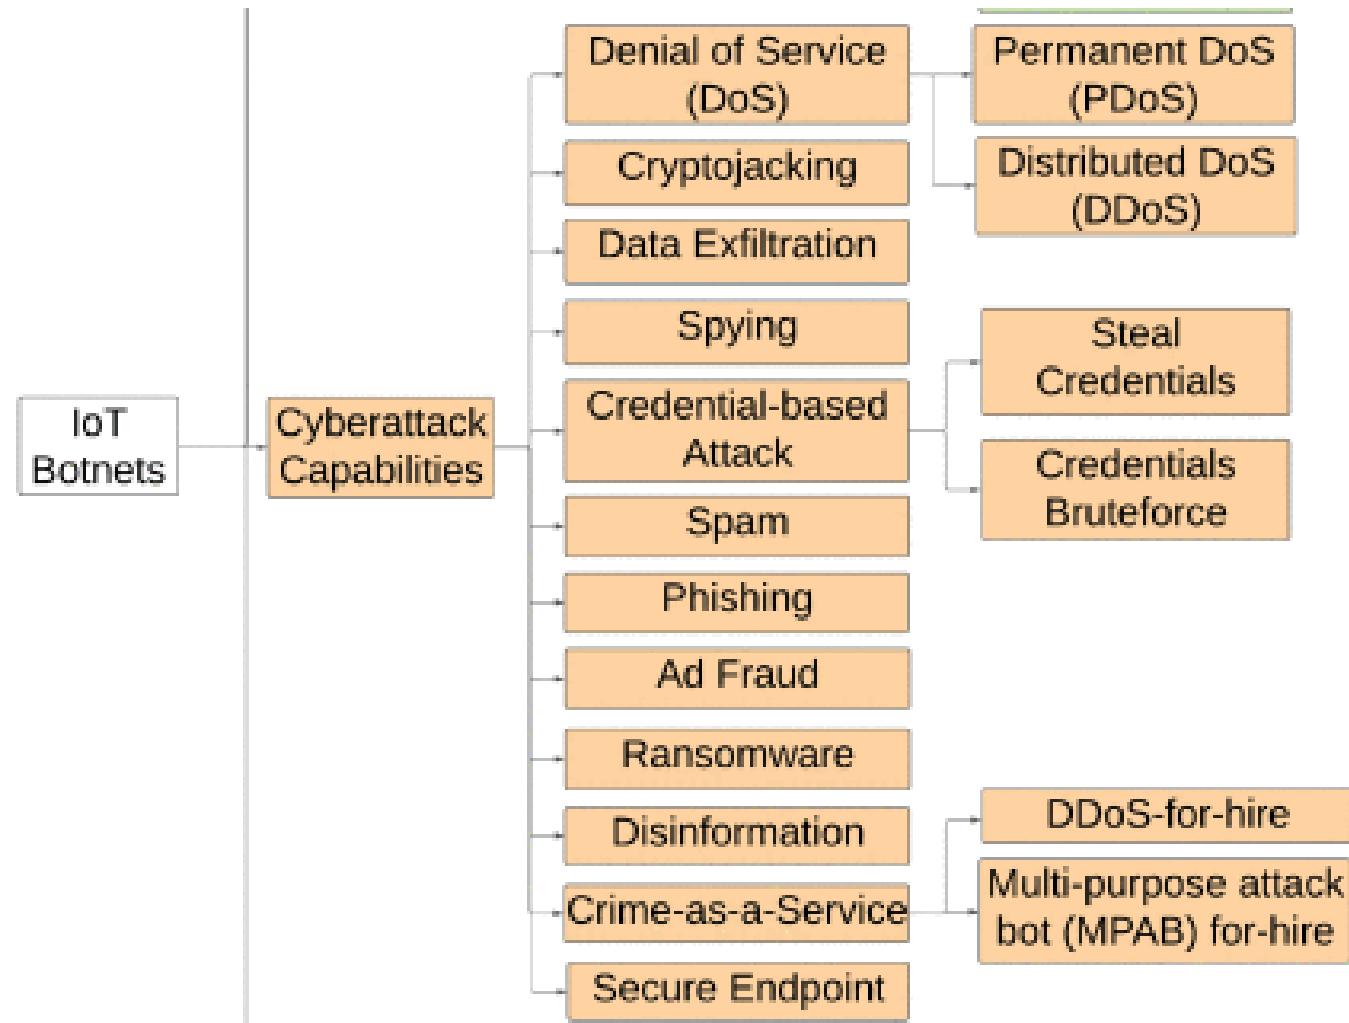 Denial of Service
(DoS)
Permanent DoS
(PDoS)
Cryptojacking
Distributed DoS
(DDoS)
Data Exfiltration
Spying
Steal
Credentials
IoT
Botnets
Cyberattack
Capabilities
Credential-based
Attack
Credentials
Bruteforce
Spam
Phishing
Ad Fraud
Ransomware
Disinformation
DDoS-for-hire
Crime-as-a-Service
Multi-purpose attack
bot (MPAB) for-hire
Secure Endpoint